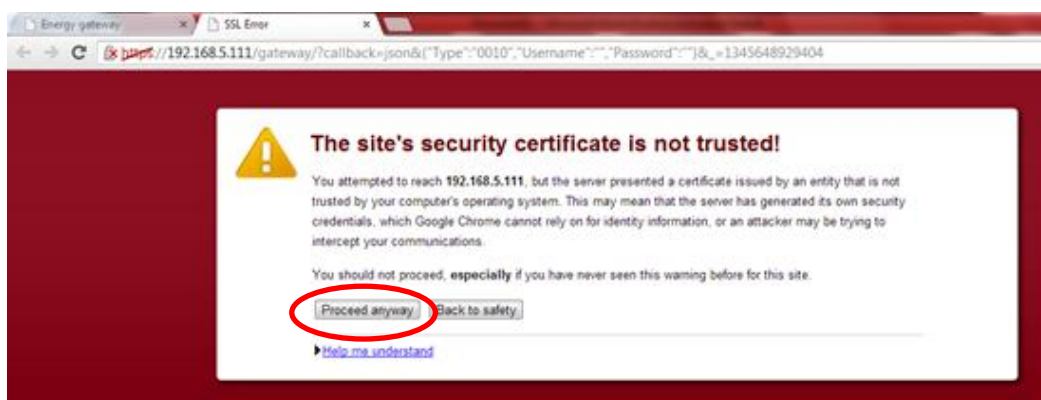 Energy gateway
SSL Error
https://192.168.5.111/gateway/?callback=json&{"Type":"0010","Username":"","Password":""}&_=1345648929404
The site's security certificate is not trusted!
You attempted to reach 192.168.5.111, but the server presented a certificate issued by an entity that is not
trusted by your computer's operating system. This may mean that the server has generated its own security
credentials, which Google Chrome cannot rely on for identity information, or an attacker may be trying to
intercept your communications.
You should not proceed, especially if you have never seen this warning before for this site.
Proceed anyway Back to safety
Help me understand